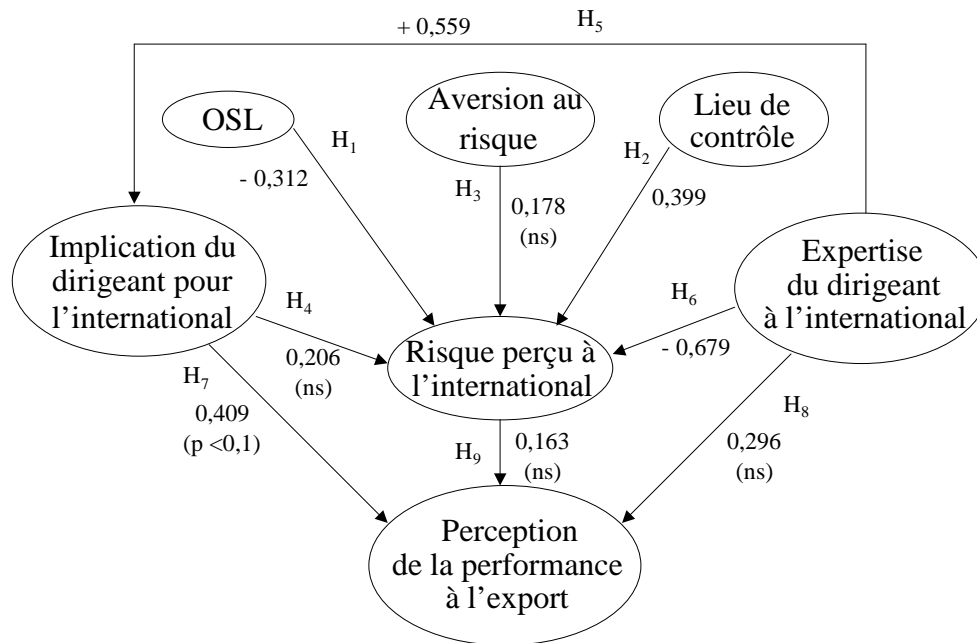 + 0,559
H5
OSL
Aversion au
risque
Lieu de
contrôle
H1
H2
- 0,312
H3
0,178
(ns)
0,399
Implication du
dirigeant pour
l’international
Expertise
du dirigeant
à l’international
H4
H6
Risque perçu à
l’international
0,206
(ns)
- 0,679
H7
0,409
(p <0,1)
H8
0,296
(ns)
H9
0,163
(ns)
Perception
de la performance
à l’export